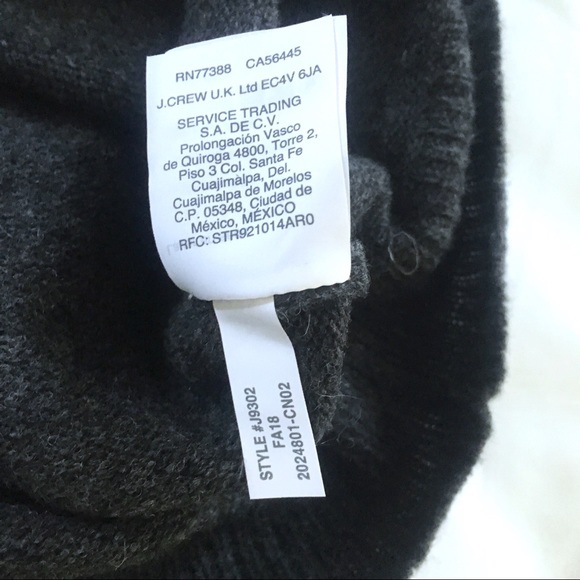 RN77388 CA56445
J.CREW U.K. Ltd EC4V 6JA
SERVICE TRADING
S.A. DE C.V.
Prolongación Vasco
de Quiroga 4800, Torre 2,
Piso 3 Col. Santa Fe
Cuajimalpa, Del.
Cuajimalpa de Morelos
C.P. 05348, Ciudad de
México, MÉXICO
RFC: STR921014AR0
STYLE #J9302
FA18
2024801-CN02